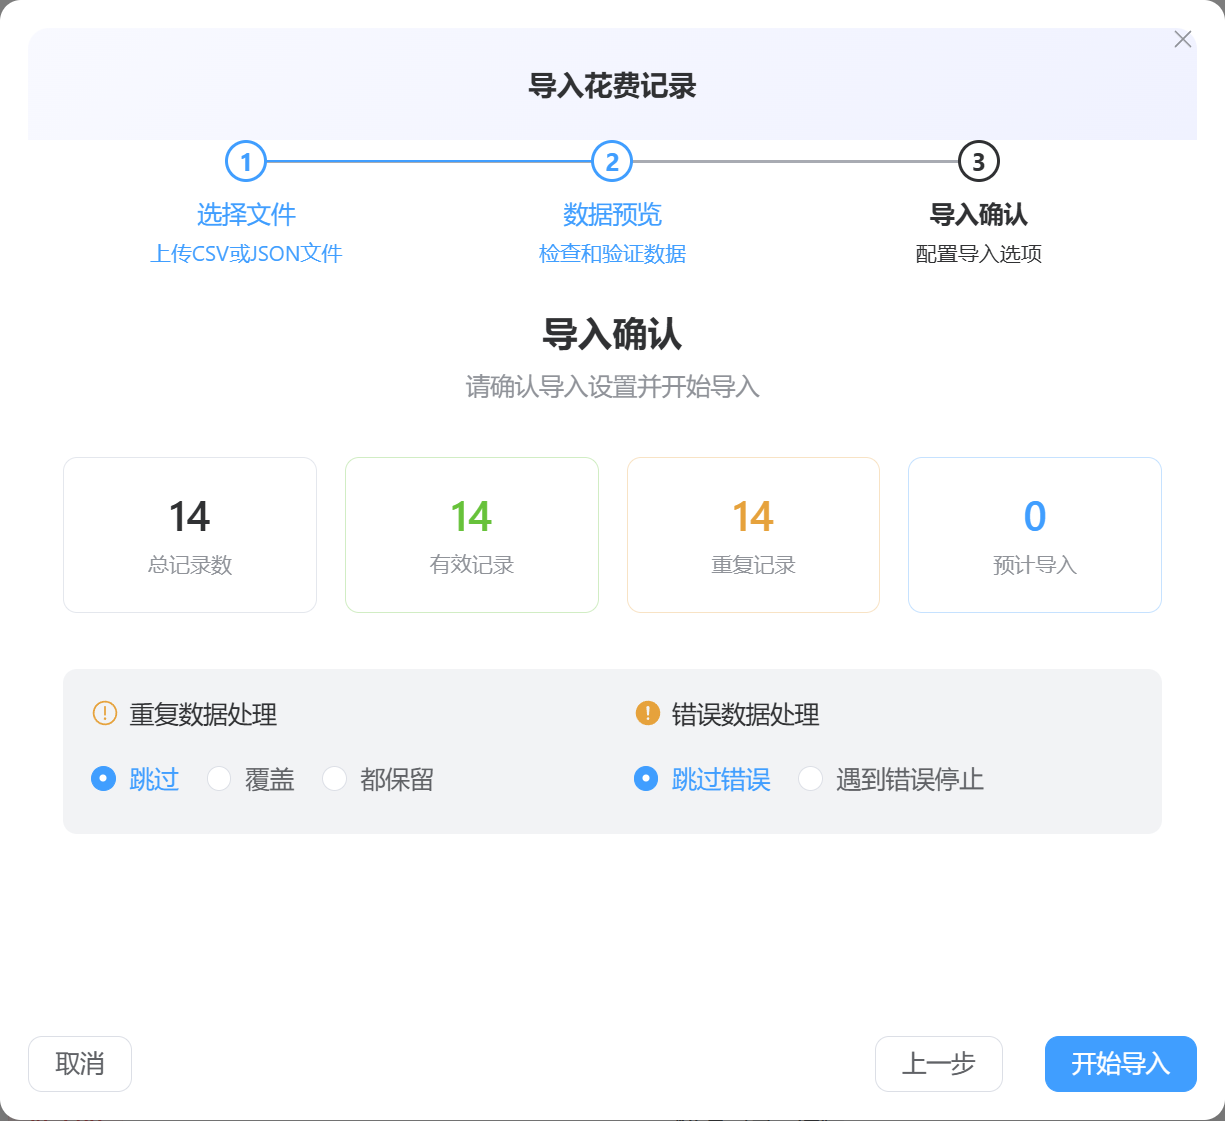 导入花费记录
1
2
3
选择文件
数据预览
导入确认
上传CSV或JSON文件
检查和验证数据
配置导入选项
导入确认
请确认导入设置并开始导入
14
14
14
0
总记录数
有效记录
重复记录
预计导入
重复数据处理
错误数据处理
跳过
覆盖
都保留
跳过错误
遇到错误停止
取消
上一步
开始导入